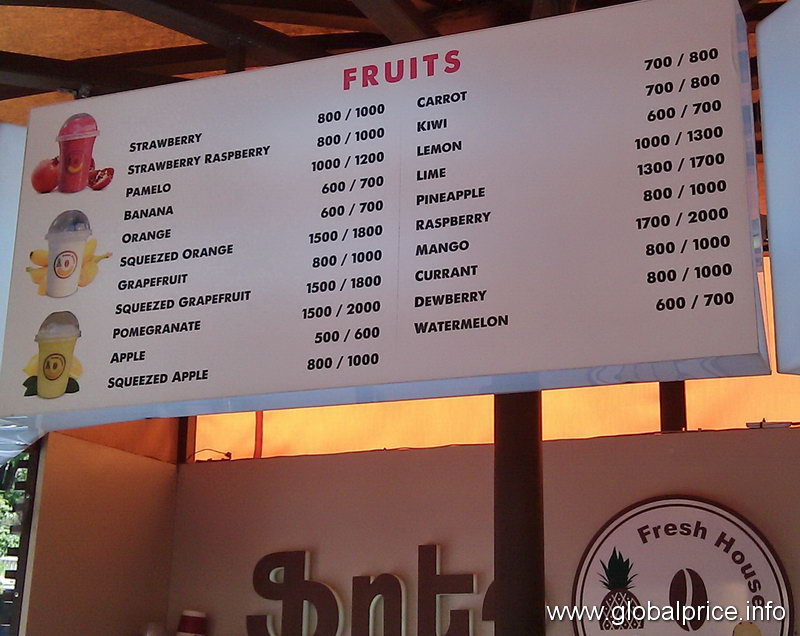 FRUITS
STRAWBERRY 800 / 1000
STRAWBERRY RASPBERRY 800 / 1000
PAMELO 1000 / 1200
BANANA 600 / 700
ORANGE 600 / 700
SQUEEZED ORANGE 1500 / 1800
GRAPEFRUIT 800 / 1000
SQUEEZED GRAPEFRUIT 1500 / 1800
POMEGRANATE 1500 / 2000
APPLE 500 / 600
SQUEEZED APPLE 800 / 1000
CARROT 700 / 800
KIWI 700 / 800
LEMON 600 / 700
LIME 1000 / 1300
PINEAPPLE 1300 / 1700
RASPBERRY 800 / 1000
MANGO 1700 / 2000
CURRANT 800 / 1000
DEWBERRY 800 / 1000
WATERMELON 600 / 700
Fresh House
www.globalprice.info